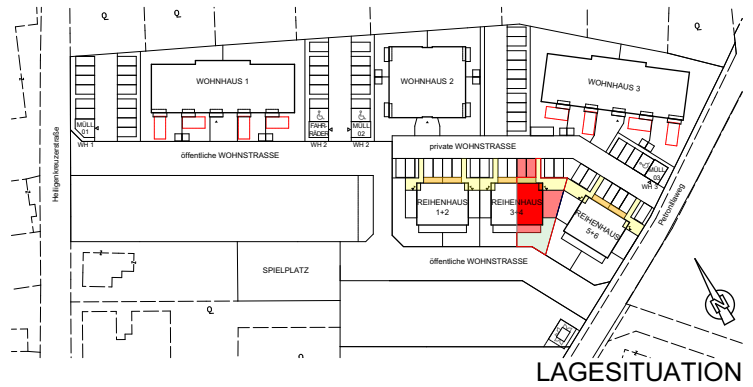 WOHNHAUS 1
WOHNHAUS 2
WOHNHAUS 3
MÜLL
01
WH 1
FAHR-
RÄDER
WH 2
MÜLL
02
WH 2
MÜLL
03
WH 3
öffentliche WOHNSTRASSE
private WOHNSTRASSE
Heiligenkreuzerstraße
REIHENHAUS
1+2
REIHENHAUS
3+4
REIHENHAUS
5+6
Petronillaweg
SPIELPLATZ
öffentliche WOHNSTRASSE
N
LAGESITUATION